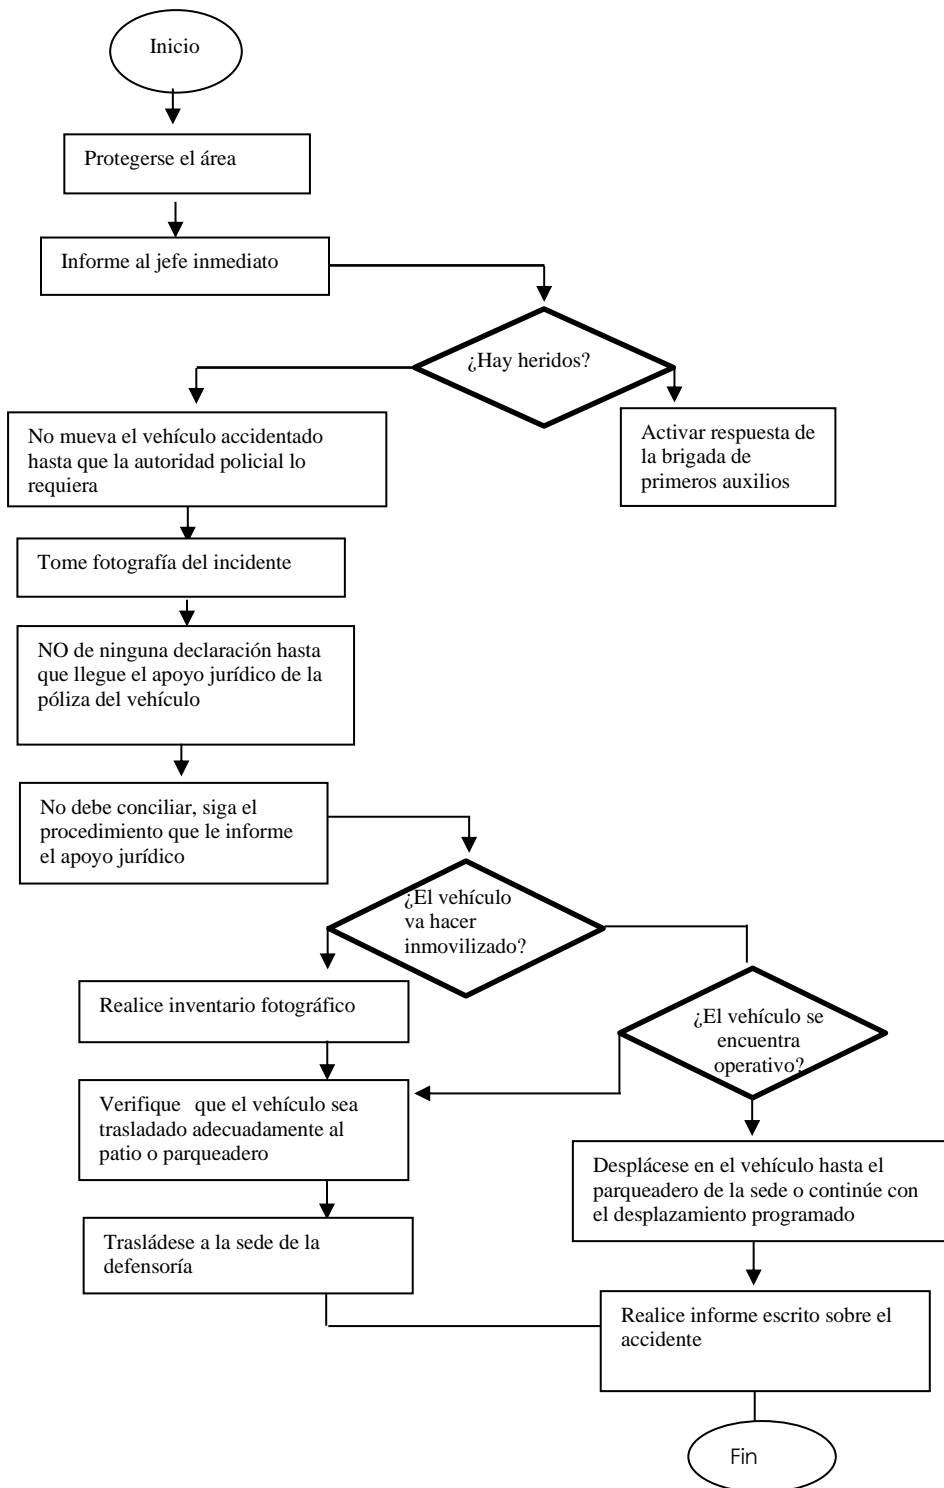 Inicio
Protegerse el área
Informe al jefe inmediato
¿Hay heridos?
No mueva el vehículo accidentado
hasta que la autoridad policial lo
requiera
Activar respuesta de
la brigada de
primeros auxilios
Tome fotografía del incidente
NO de ninguna declaración hasta
que llegue el apoyo jurídico de la
póliza del vehículo
No debe conciliar, siga el
procedimiento que le informe
el apoyo jurídico
¿El vehículo
va hacer
inmovilizado?
Realice inventario fotográfico
¿El vehículo se
encuentra
operativo?
Verifique que el vehículo sea
trasladado adecuadamente al
patio o parqueadero
Desplácese en el vehículo hasta el
parqueadero de la sede o continúe con
el desplazamiento programado
Trasládese a la sede de la
defensoría
Realice informe escrito sobre el
accidente
Fin